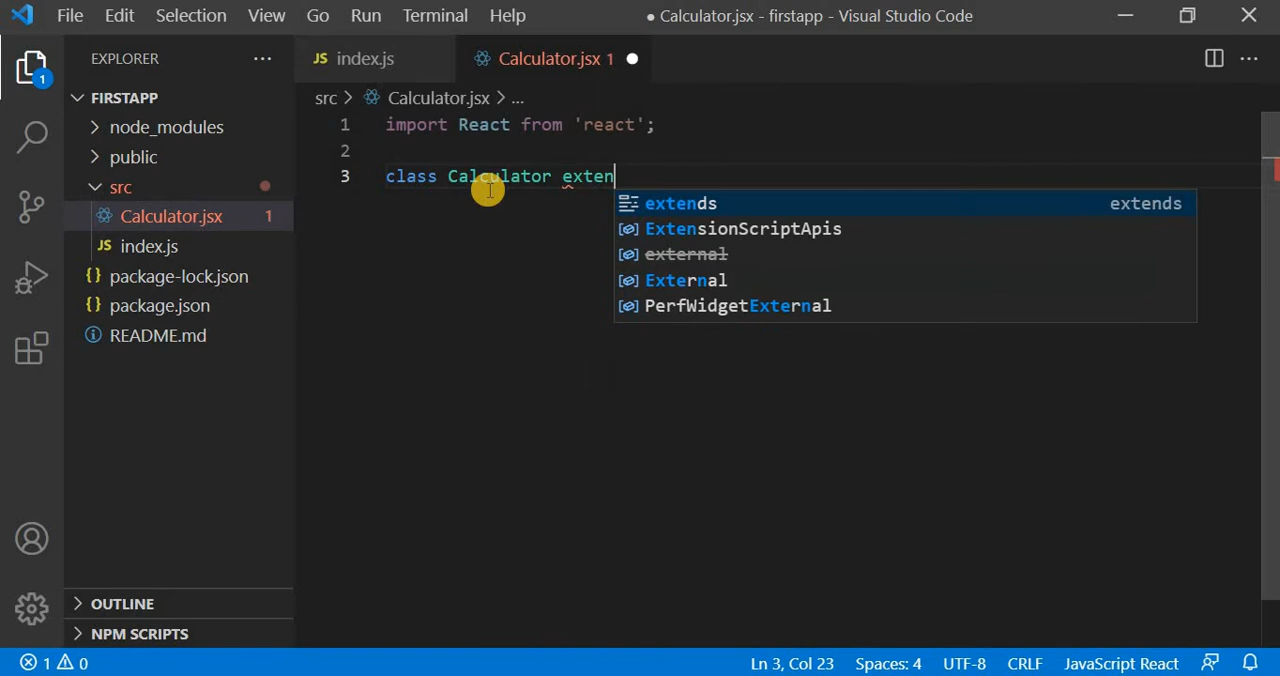 File Edit Selection View Go Run Terminal Help ● Calculator.jsx - firstapp - Visual Studio Code
EXPLORER ...
JS index.js Calculator.jsx 1
FIRSTAPP
src > Calculator.jsx > ...
node_modules
public
src
Calculator.jsx 1
JS index.js
{} package-lock.json
{} package.json
README.md
OUTLINE
NPM SCRIPTS
1
1 import React from 'react';
2
3 class Calculator exten
extends extends
ExtensionScriptApis
external
External
PerfWidgetExternal
1 0 Ln 3, Col 23 Spaces: 4 UTF-8 CRLF JavaScript React